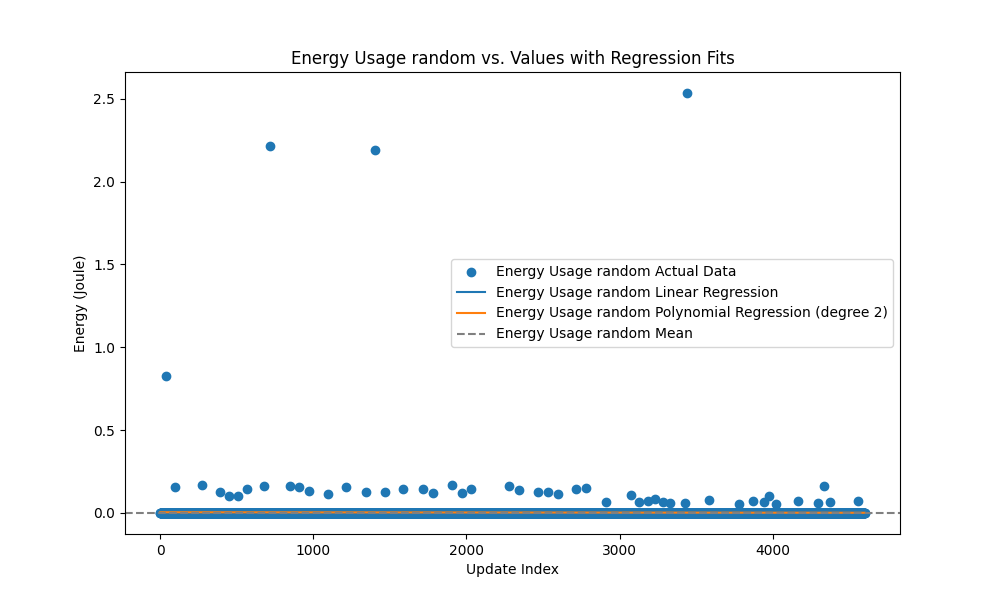 Energy Usage random vs. Values with Regression Fits
2.5
2.0
1.5
1.0
0.5
0.0
Energy (Joule)
Energy Usage random Actual Data
Energy Usage random Linear Regression
Energy Usage random Polynomial Regression (degree 2)
Energy Usage random Mean
0 1000 2000 3000 4000
Update Index